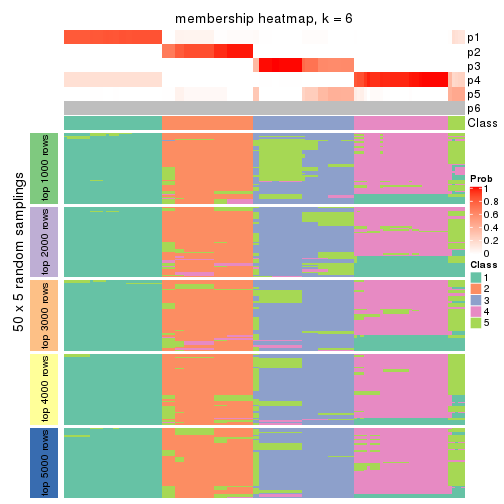 membership heatmap, k = 6
p1
p2
p3
p4
p5
p6
Class
50 x 5 random samplings
top 1000 rows
top 2000 rows
top 3000 rows
top 4000 rows
top 5000 rows
Prob
1
0.8
0.6
0.4
0.2
0
Class
1
2
3
4
5